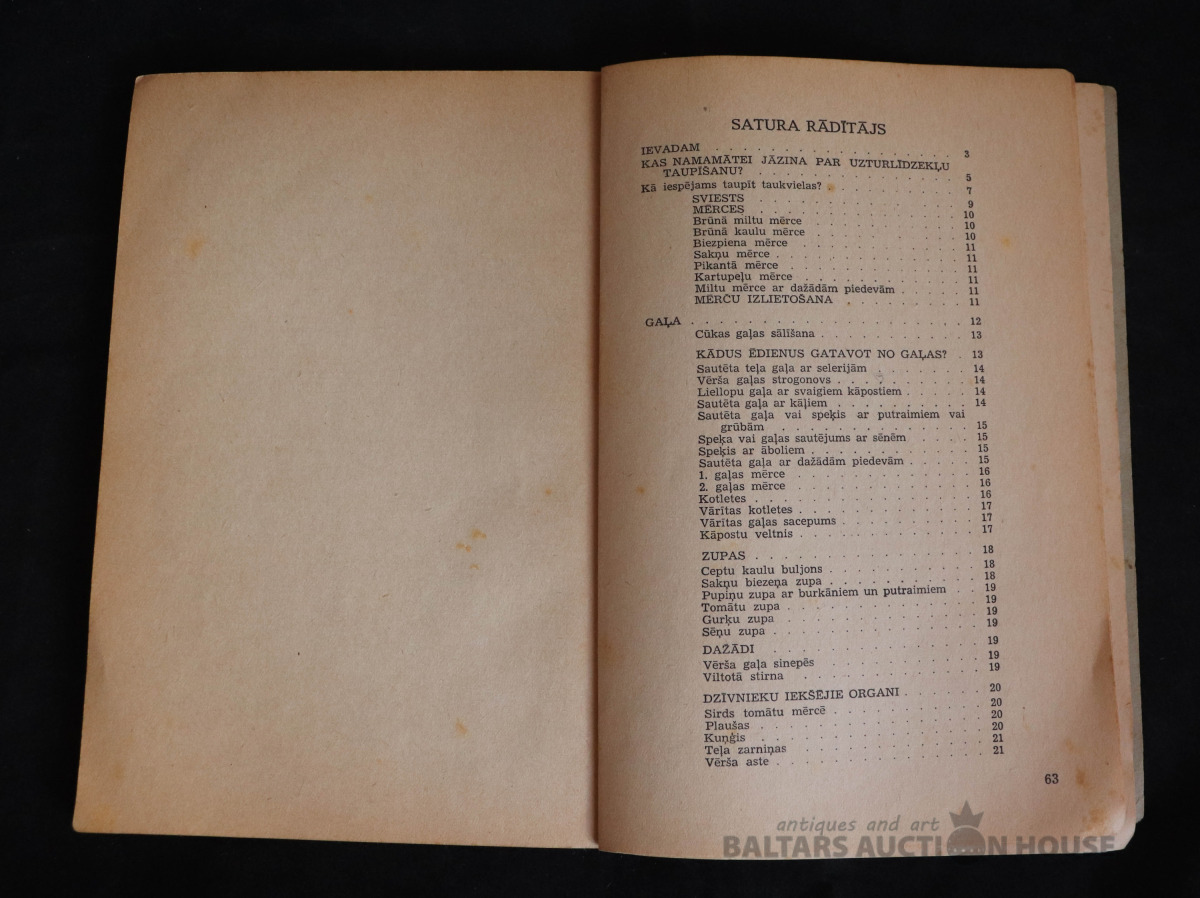 SATURA RĀDĪTĀJS
IEVADAM . . . . . . . . . . . . . . . . . . 3
KAS NAMAMĀTEI JĀZINA PAR UZTURLĪDZEKĻU
TAUPĪŠANU? . . . . . . . . . . . . . . . 5
Kā iespējams taupīt taukvielas? . . . . . . . . . . 7
SVIESTS . . . . . . . . . . . . . . . 9
MĒRCES . . . . . . . . . . . . . . . 10
Brūnā miltu mērce . . . . . . . . . . . 10
Brūnā kaulu mērce . . . . . . . . . . . 10
Biezpiena mērce . . . . . . . . . . . . 11
Sakņu mērce . . . . . . . . . . . . . . 11
Pikantā mērce . . . . . . . . . . . . . 11
Kartupeļu mērce . . . . . . . . . . . . 11
Miltu mērce ar dažādām piedevām . . . . . 11
MĒRČU IZLIETOŠANA . . . . . . . . . 11
GAĻA . . . . . . . . . . . . . . . . . . . 12
Cūkas gaļas sālīšana . . . . . . . . . . . 13
KĀDUS ĒDIENUS GATAVOT NO GAĻAS? . 13
Sautēta teļa gaļa ar selerijām . . . . . . . 14
Vērša gaļas strogonovs . . . . . . . . . . 14
Liellopu gaļa ar svaigiem kāpostiem . . . . . 14
Sautēta gaļa ar kāļiem . . . . . . . . . . 14
Sautēta gaļa vai speķis ar putraimiem vai
grūbām . . . . . . . . . . . . . . 15
Speķa vai gaļas sautējums ar sēnēm . . . . 15
Speķis ar āboliem . . . . . . . . . . . . 15
Sautēta gaļa ar dažādām piedevām . . . . . 15
1. gaļas mērce . . . . . . . . . . . . . 16
2. gaļas mērce . . . . . . . . . . . . . 16
Kotletes . . . . . . . . . . . . . . . . 16
Vārītas kotletes . . . . . . . . . . . . . 17
Vārītas gaļas sacepums . . . . . . . . . . 17
Kāpostu veltnis . . . . . . . . . . . . . 17
ZUPAS . . . . . . . . . . . . . . . . 18
Ceptu kaulu buljons . . . . . . . . . . . 18
Sakņu biezeņa zupa . . . . . . . . . . . 18
Pupiņu zupa ar burkāniem un putraimiem . . 19
Tomātu zupa . . . . . . . . . . . . . . 19
Gurķu zupa . . . . . . . . . . . . . . 19
Sēņu zupa . . . . . . . . . . . . . . . 19
DAŽĀDI . . . . . . . . . . . . . . . 19
Vērša gaļa sinepēs . . . . . . . . . . . . 19
Viltotā stirna . . . . . . . . . . . . . . 19
DZĪVNIEKU IEKŠĒJIE ORGANI . . . . . . 20
Sirds tomātu mērcē . . . . . . . . . . . 20
Plaušas . . . . . . . . . . . . . . . . 20
Kuņģis . . . . . . . . . . . . . . . . 20
Teļa zarniņas . . . . . . . . . . . . . . 21
Vērša aste . . . . . . . . . . . . . . . 21
63
antiques and art
BALTARS AUCTION HOUSE